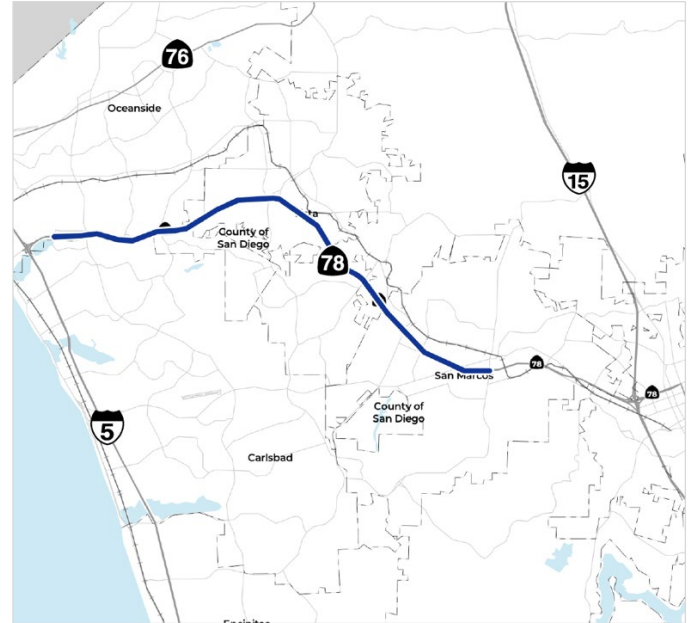 76
Oceanside
15
County of
San Diego
78
78
San Marcos
78
County of
San Diego
5
Carlsbad